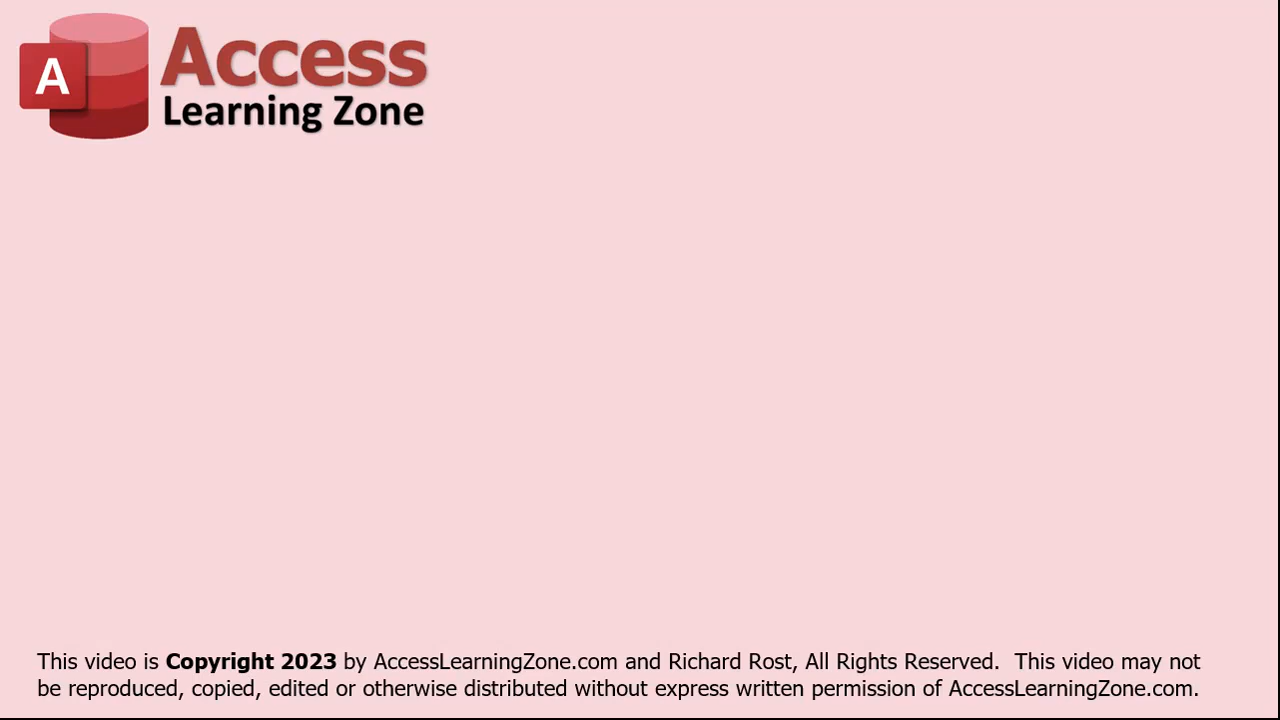 A
Access
Learning Zone
This video is Copyright 2023 by AccessLearningZone.com and Richard Rost, All Rights Reserved.  This video may not
be reproduced, copied, edited or otherwise distributed without express written permission of AccessLearningZone.com.